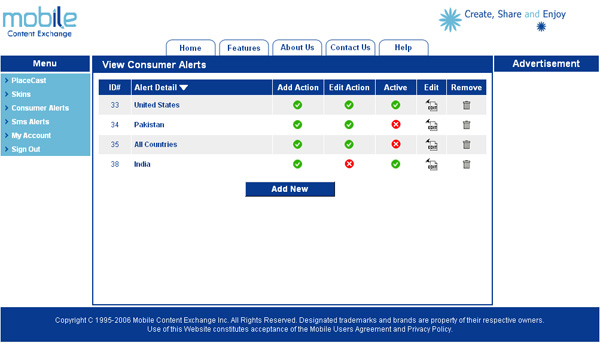 mobile
Content Exchange
Create, Share and Enjoy
Home Features About Us Contact Us Help
Menu
PlaceCast
Skins
Consumer Alerts
Sms Alerts
My Account
Sign Out
View Consumer Alerts
ID# Alert Detail Add Action Edit Action Active Edit Remove
33 United States EDIT
34 Pakistan EDIT
35 All Countries EDIT
38 India EDIT
Add New
Advertisement
Copyright C 1995-2006 Mobile Content Exchange Inc. All Rights Reserved. Designated trademarks and brands are property of their respective owners.
Use of this Website constitutes acceptance of the Mobile Users Agreement and Privacy Policy.